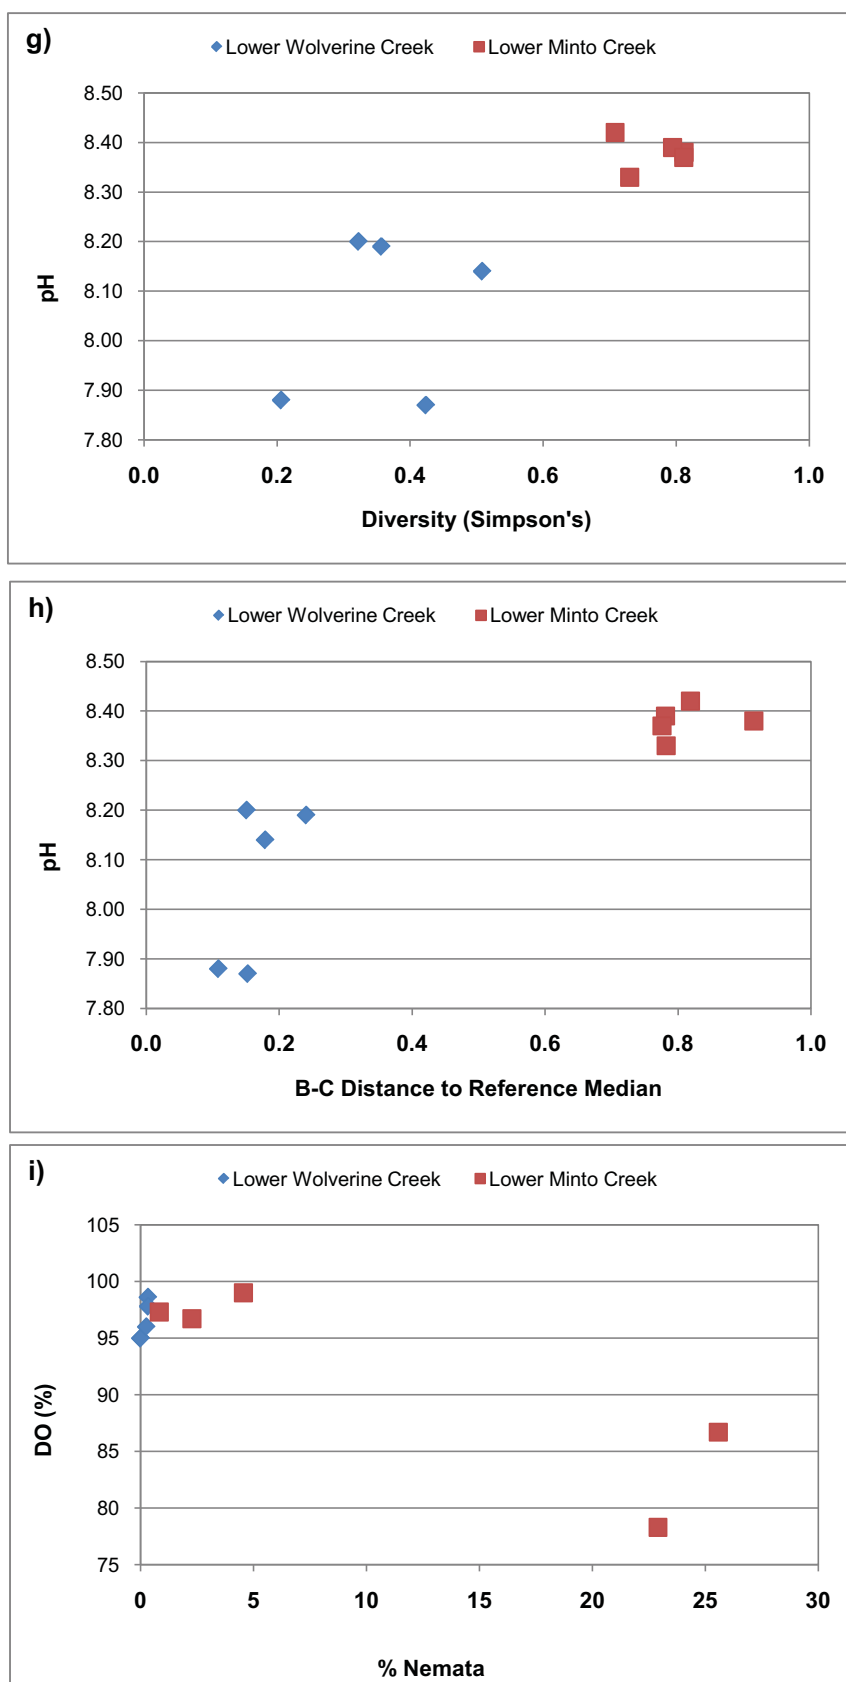 g)
Lower Wolverine Creek Lower Minto Creek
8.50
8.40
8.30
8.20
8.10
8.00
7.90
7.80
pH
0.0 0.2 0.4 0.6 0.8 1.0
Diversity (Simpson's)
h)
Lower Wolverine Creek Lower Minto Creek
8.50
8.40
8.30
8.20
8.10
8.00
7.90
7.80
pH
0.0 0.2 0.4 0.6 0.8 1.0
B-C Distance to Reference Median
i)
Lower Wolverine Creek Lower Minto Creek
105
100
95
90
85
80
75
DO (%)
0 5 10 15 20 25 30
% Nemata